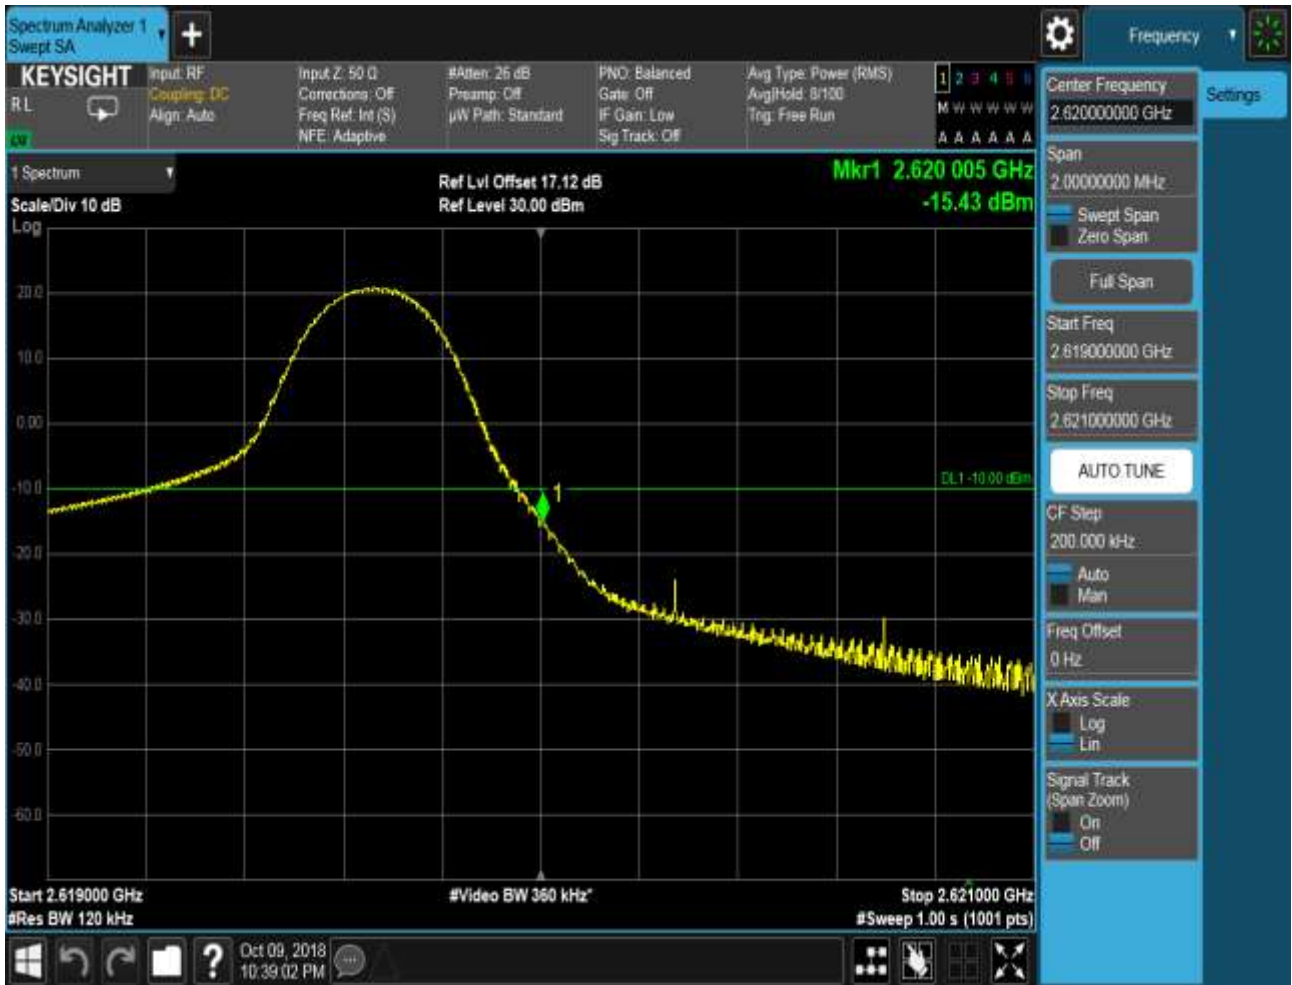 Spectrum Analyzer 1
Swept SA
+
Frequency
KEYSIGHT
R L
Input: RF
Coupling: DC
Align: Auto
Input Z: 50 Ω
Corrections: Off
Freq Ref: Int (S)
NFE: Adaptive
#Atten: 26 dB
Preamp: Off
µW Path: Standard
PNO: Balanced
Gate: Off
IF Gain: Low
Sig Track: Off
Avg Type: Power (RMS)
Avg|Hold: 8/100
Trig: Free Run
1 2 3 4 5 6
M W W W W W
A A A A A A
1 Spectrum
Scale/Div 10 dB
Log
Ref Lvl Offset 17.12 dB
Ref Level 30.00 dBm
Mkr1 2.620 005 GHz
-15.43 dBm
20.0
10.0
0.00
-10.0
-20.0
-30.0
-40.0
-50.0
-60.0
DL1 -10.00 dBm
1
Start 2.619000 GHz
#Res BW 120 kHz
#Video BW 360 kHz*
Stop 2.621000 GHz
#Sweep 1.00 s (1001 pts)
Center Frequency
2.620000000 GHz
Settings
Span
2.00000000 MHz
Swept Span
Zero Span
Full Span
Start Freq
2.619000000 GHz
Stop Freq
2.621000000 GHz
AUTO TUNE
CF Step
200.000 kHz
Auto
Man
Freq Offset
0 Hz
X Axis Scale
Log
Lin
Signal Track
(Span Zoom)
On
Off
?
Oct 09, 2018
10:39:02 PM